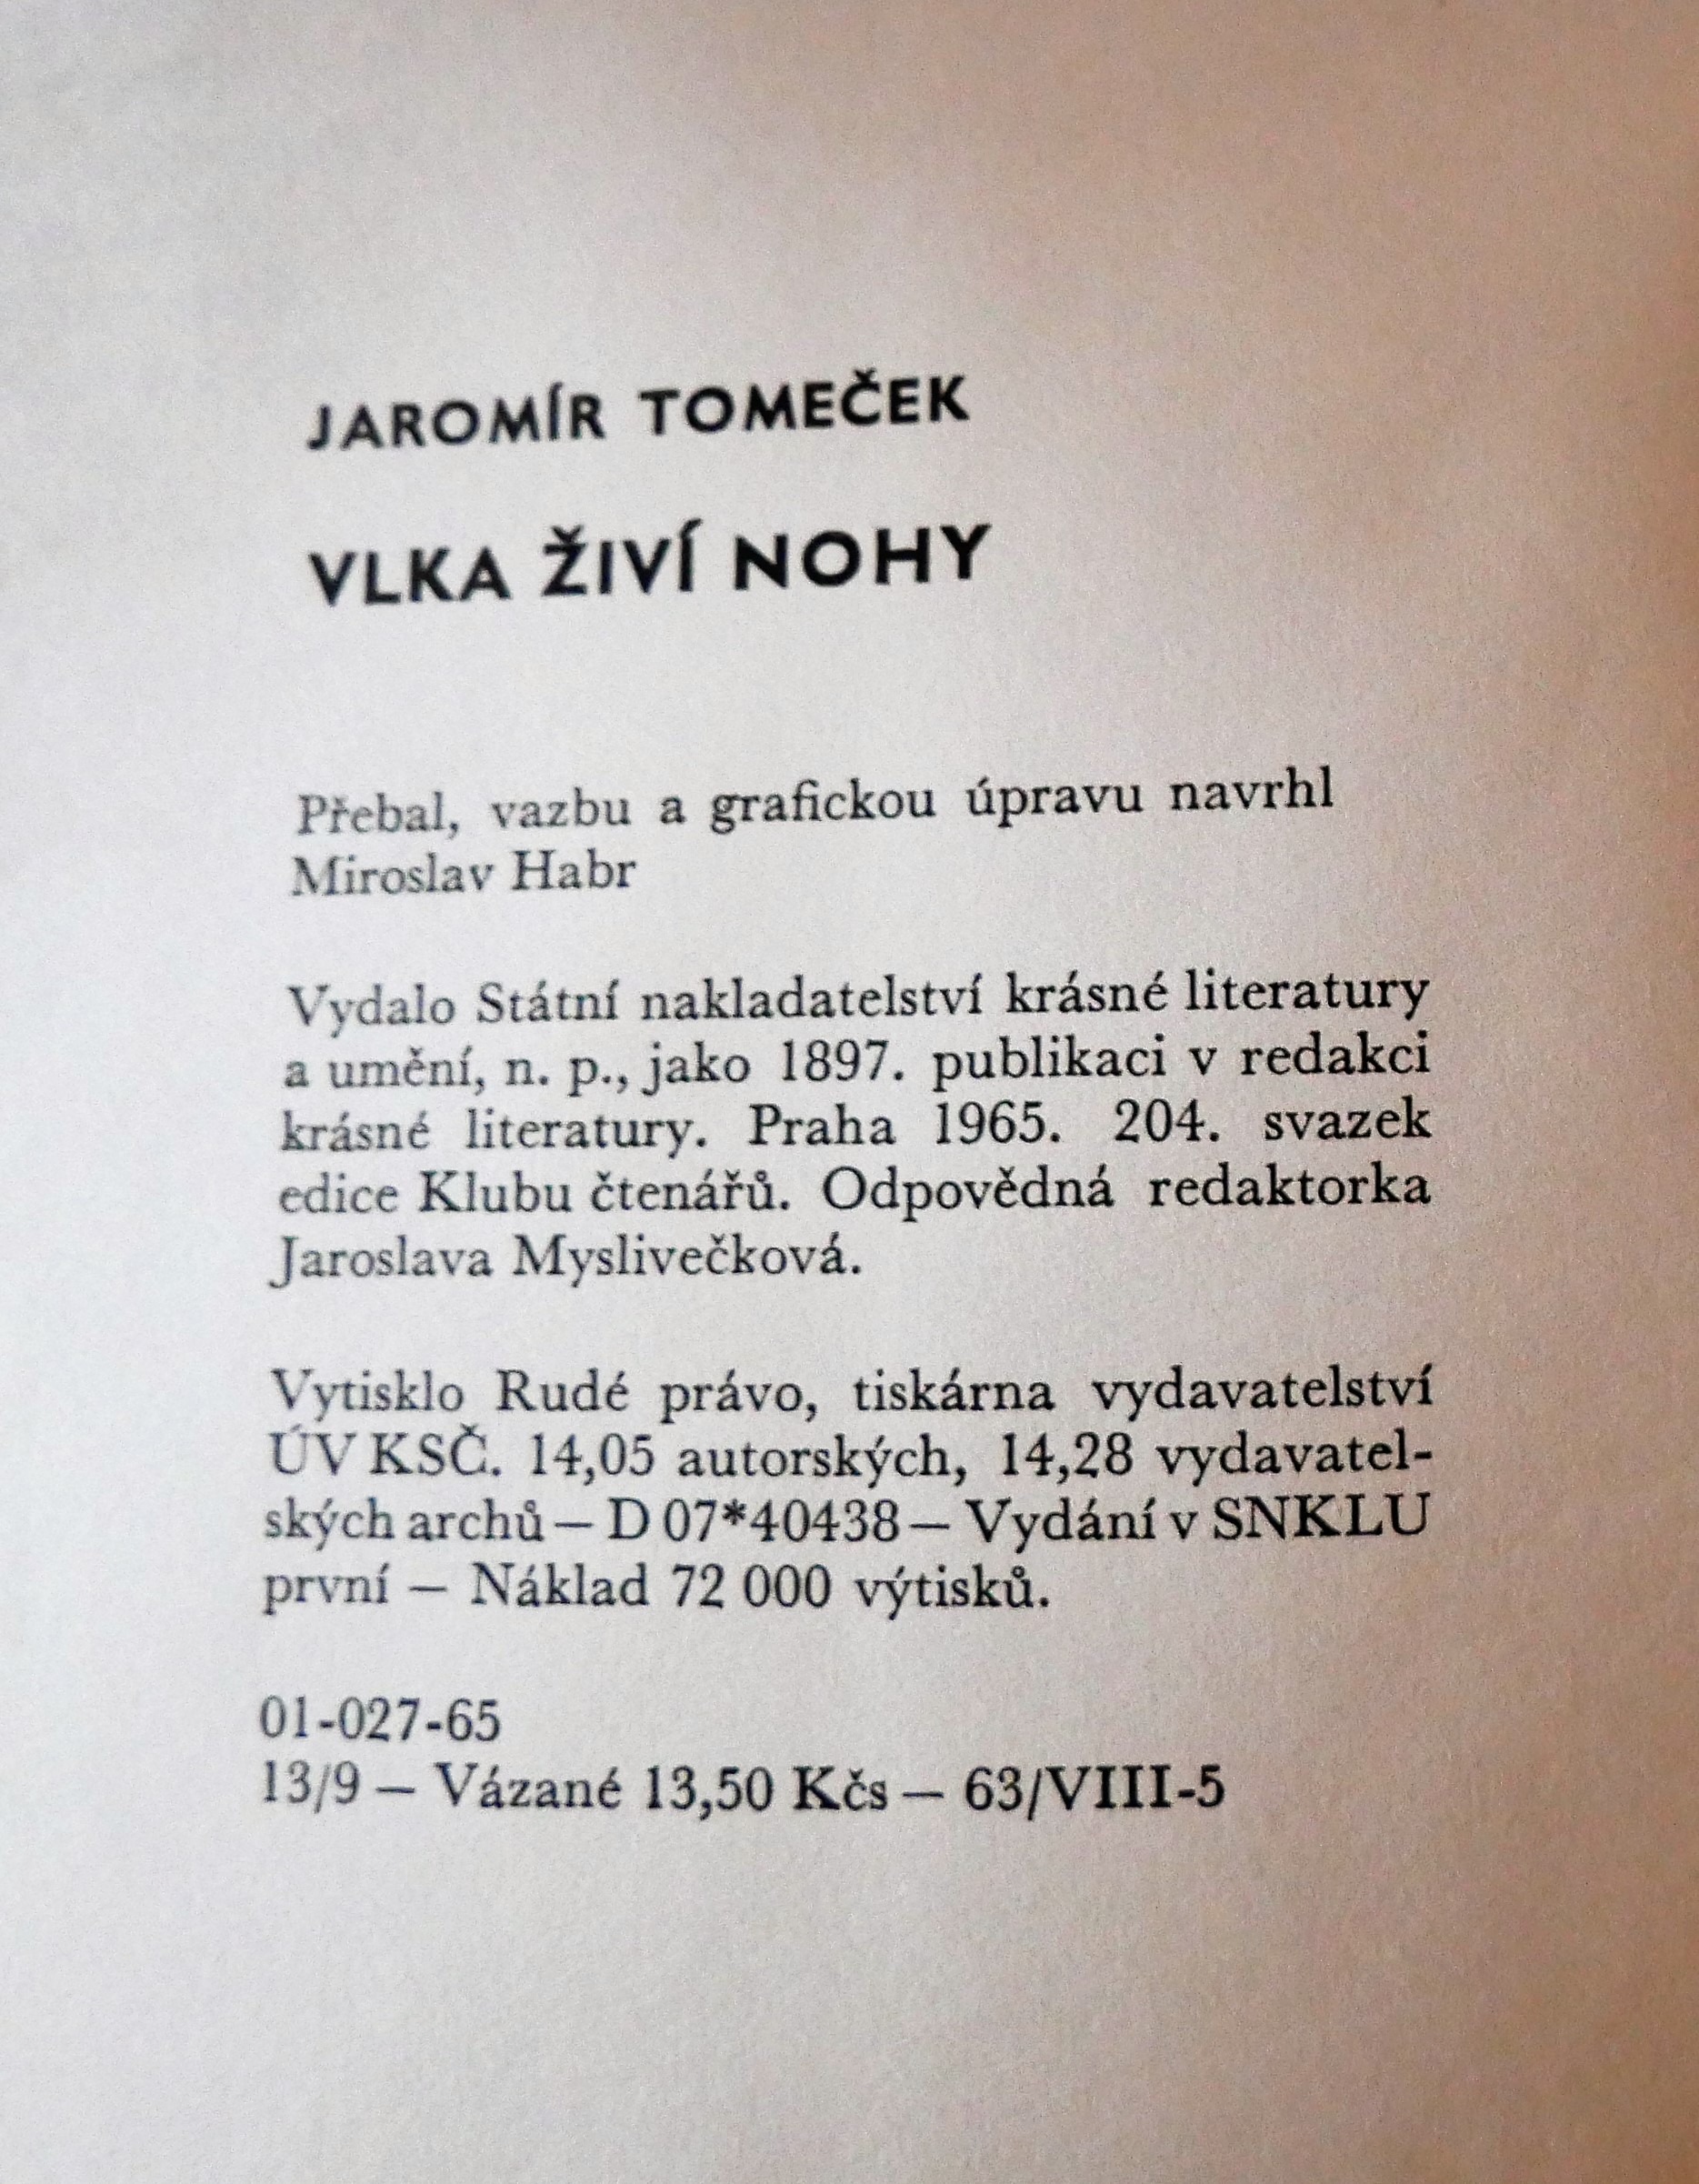 JAROMÍR TOMEČEK
VLKA ŽIVÍ NOHY
Přebal, vazbu a grafickou úpravu navrhl
Miroslav Habr
Vydalo Státní nakladatelství krásné literatury
a umění, n. p., jako 1897. publikaci v redakci
krásné literatury. Praha 1965. 204. svazek
edice Klubu čtenářů. Odpovědná redaktorka
Jaroslava Myslivečková.
Vytisklo Rudé právo, tiskárna vydavatelství
ÚV KSČ. 14,05 autorských, 14,28 vydavatel-
ských archů — D 07*40438 — Vydání v SNKLU
první — Náklad 72 000 výtisků.
01-027-65
13/9 — Vázané 13,50 Kčs — 63/VIII-5